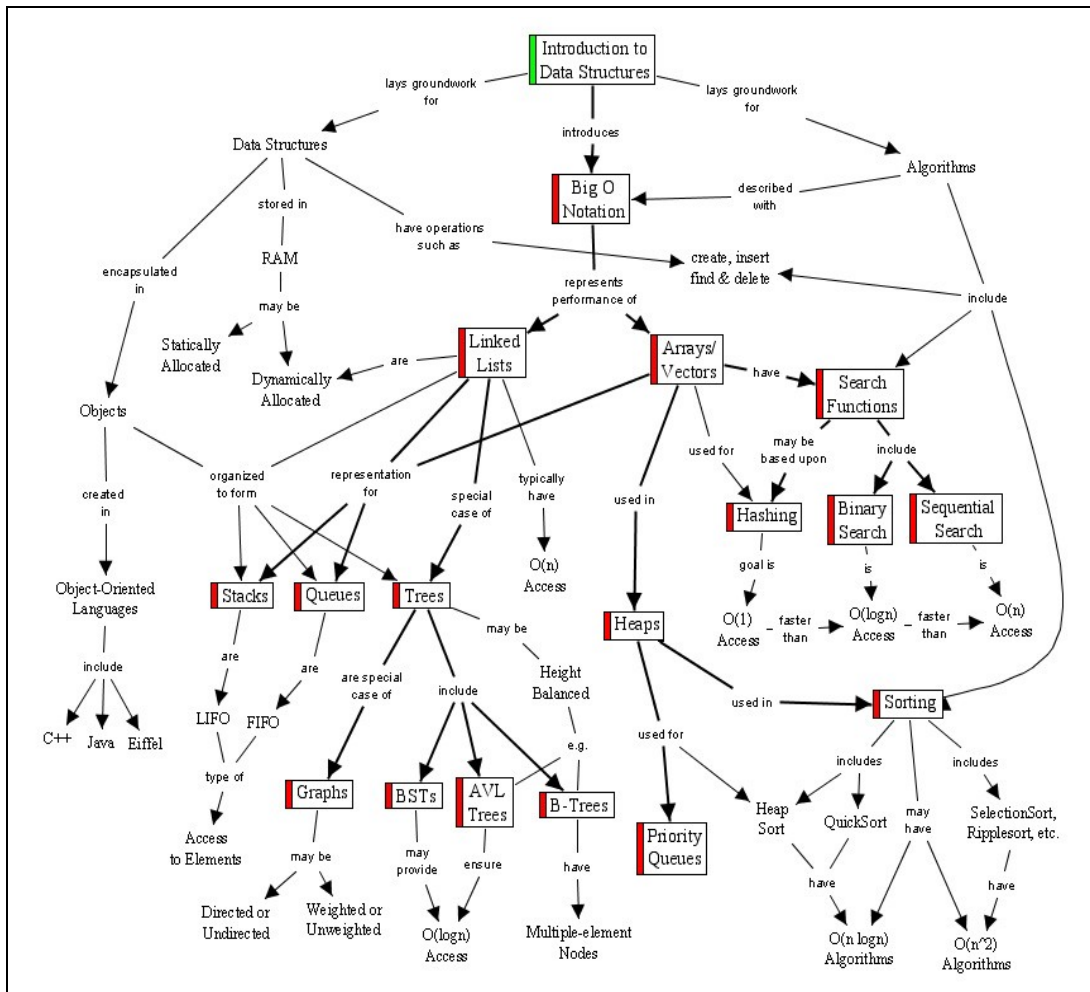 Introduction to
Data Structures
lays groundwork
for
lays groundwork
for
introduces
Data Structures
Algorithms
Big O
Notation
described
with
stored in
have operations
such as
RAM
create, insert
find & delete
encapsulated
in
may be
represents
performance of
include
Statically
Allocated
Linked
Lists
Arrays/
Vectors
are
have
Search
Functions
Dynamically
Allocated
Objects
may be
based upon
include
organized
to form
representation
for
special
case of
typically
have
used for
created
in
used in
Hashing
Binary
Search
Sequential
Search
O(n)
Access
goal is
is
is
Object-Oriented
Languages
Stacks
Queues
Trees
O(1)
Access
faster
than
O(logn)
Access
faster
than
O(n)
Access
Heaps
may be
include
are
are
are special
case of
include
Height
Balanced
used in
Sorting
C++
Java
Eiffel
LIFO
FIFO
used for
e.g.
includes
includes
type of
Graphs
BSTs
AVL
Trees
B-Trees
Heap
Sort
QuickSort
may
have
SelectionSort,
Ripplesort, etc.
Access
to Elements
Priority
Queues
may be
may
provide
ensure
have
have
have
Directed or
Undirected
Weighted or
Unweighted
O(logn)
Access
Multiple-element
Nodes
O(n logn)
Algorithms
O(n^2)
Algorithms